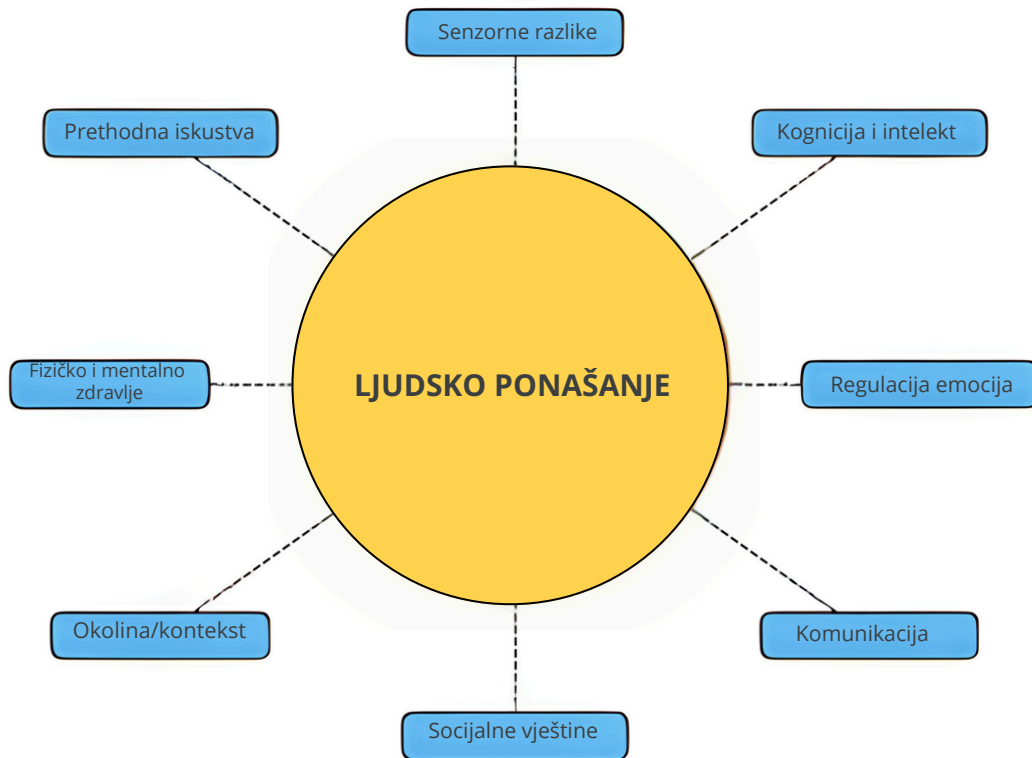 Senzorne razlike
Prethodna iskustva
Kognicija i intelekt
Fizičko i mentalno
zdravlje
LJUDSKO PONAŠANJE
Regulacija emocija
Okolina/kontekst
Komunikacija
Socijalne vještine